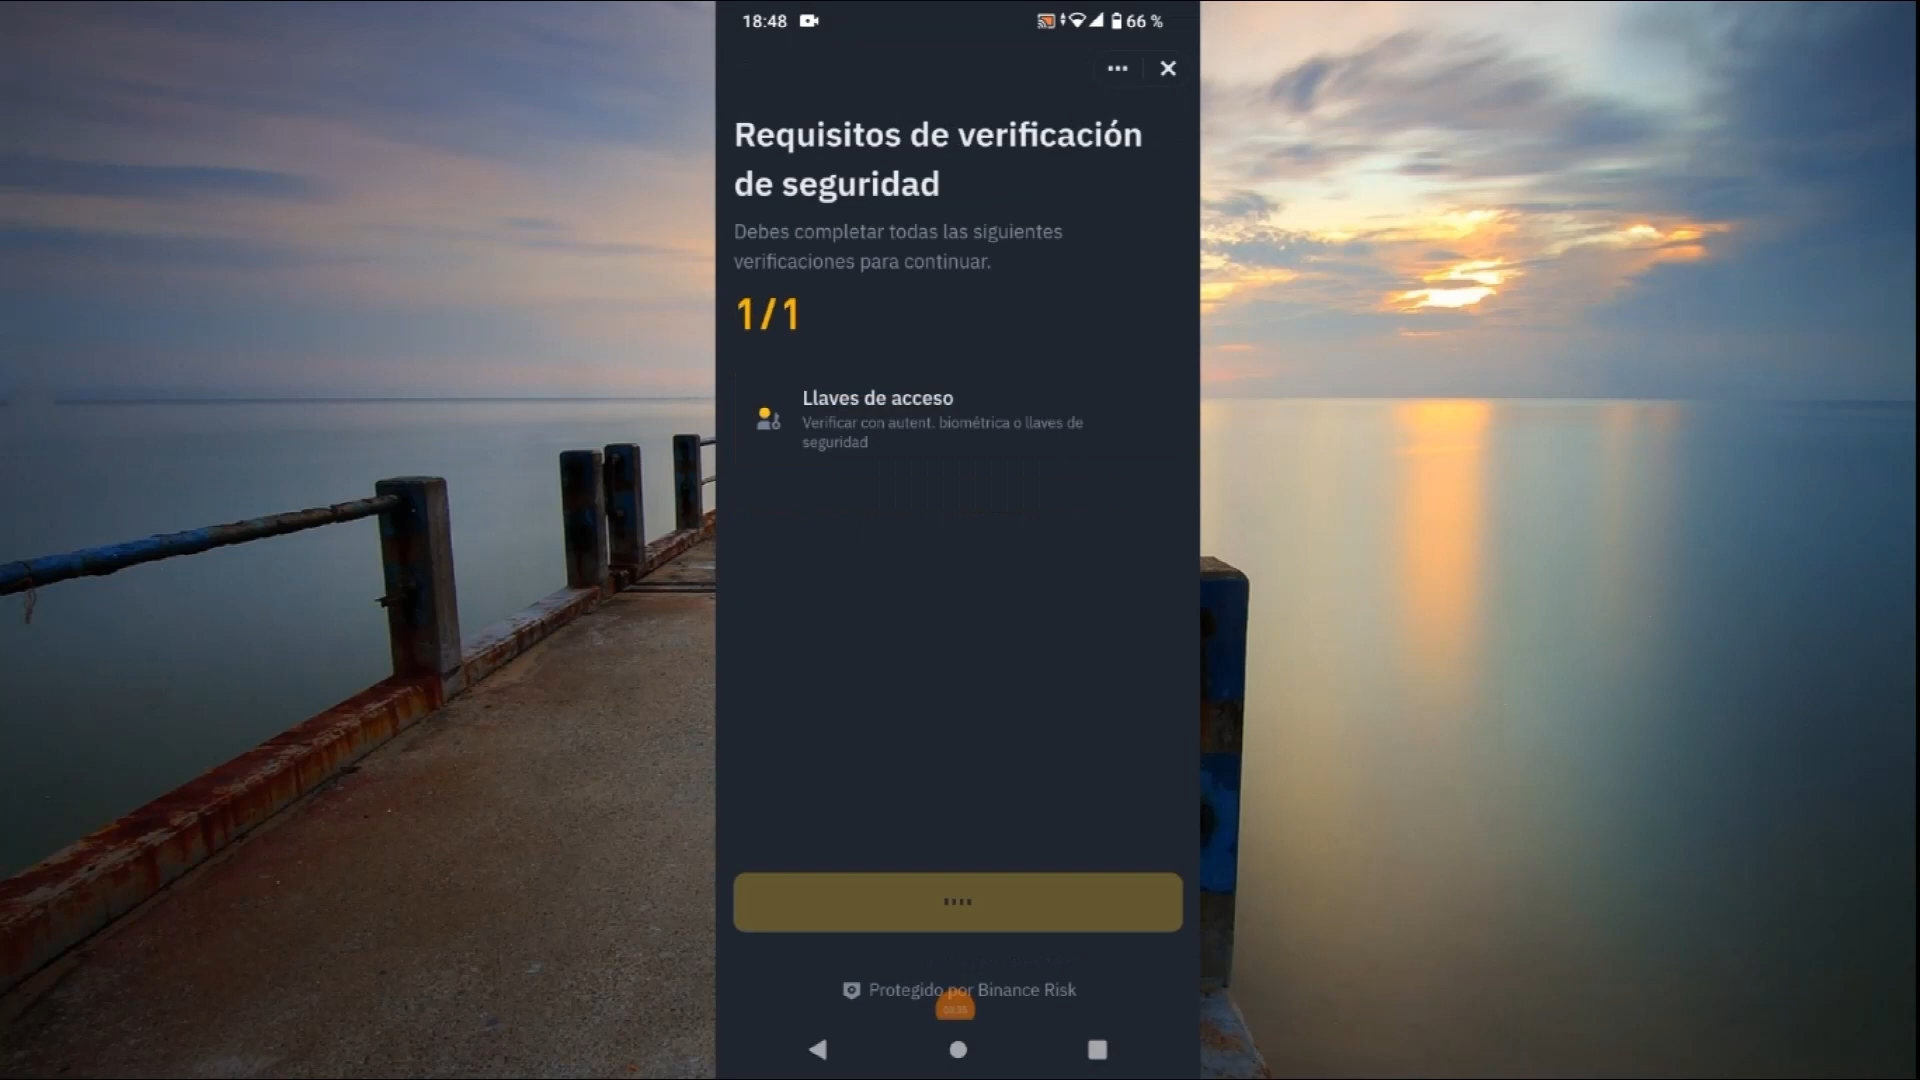 18:48
66 %
Requisitos de verificación
de seguridad
Debes completar todas las siguientes
verificaciones para continuar.
1/1
Llaves de acceso
Verificar con autent. biométrica o llaves de
seguridad
Protegido por Binance Risk